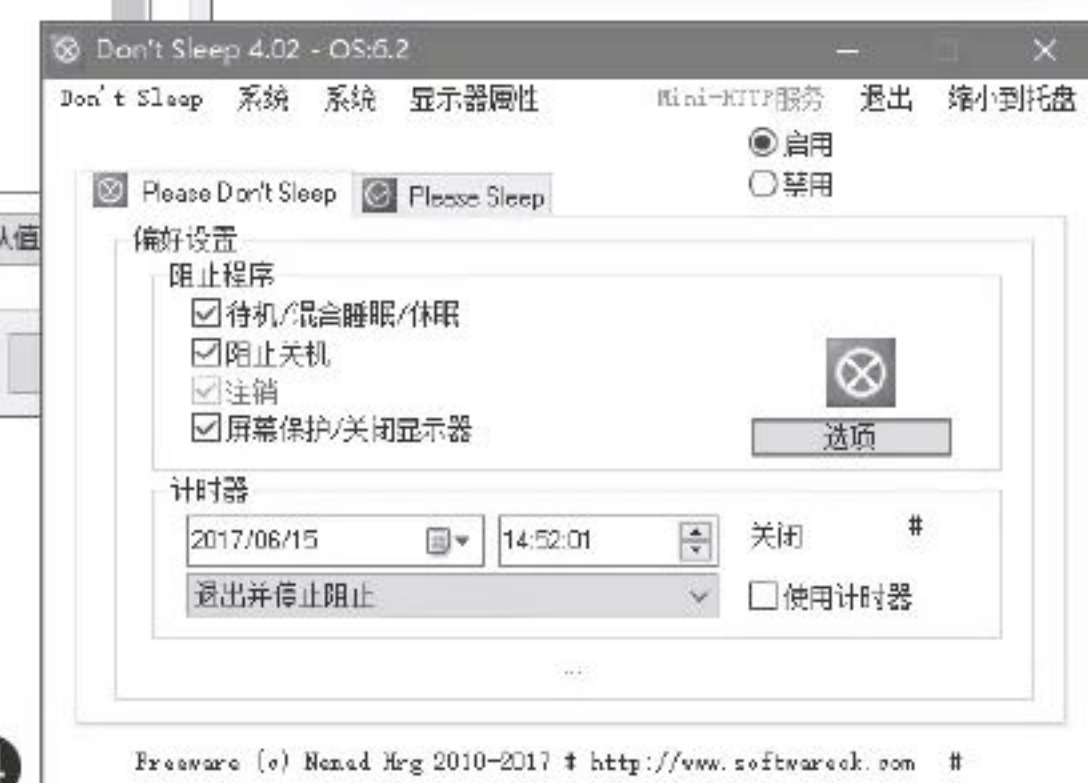 Don't Sleep 4.02 - OS:6.2
Don't Sleep 系统 系统 显示器属性 Mini-HTTP服务 退出 缩小到托盘
启用
禁用
Please Don't Sleep Please Sleep
认值
偏好设置
阻止程序
待机/混合睡眠/休眠
阻止关机
注销
屏幕保护/关闭显示器
选项
计时器
2017/06/15 14:52:01 关闭 #
退出并停止阻止 使用计时器
...
Freeware (c) Nenad Hrg 2010-2017 # http://www.softwareok.com #